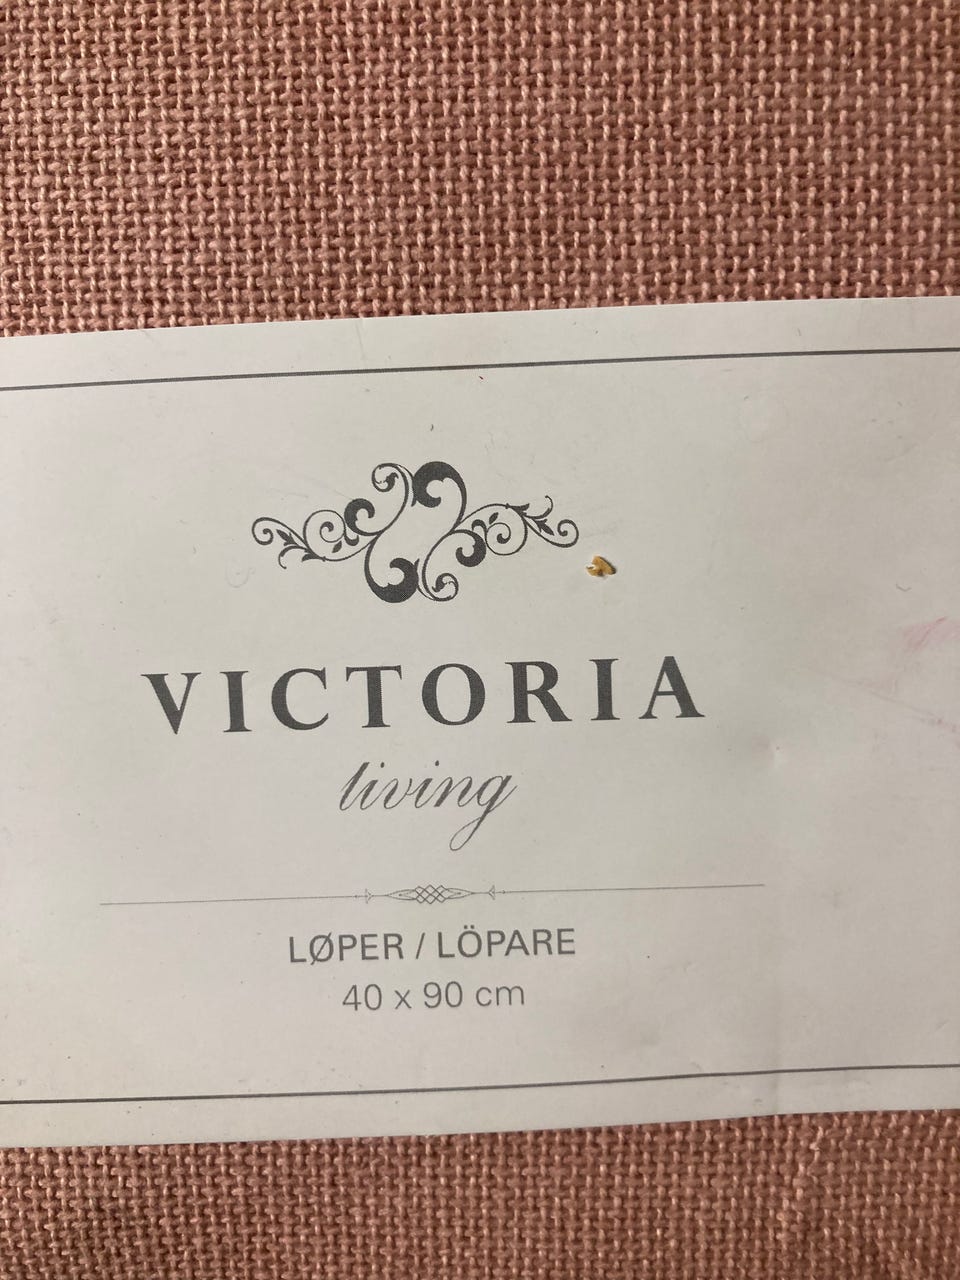 VICTORIA
living
LØPER / LÖPARE
40 x 90 cm